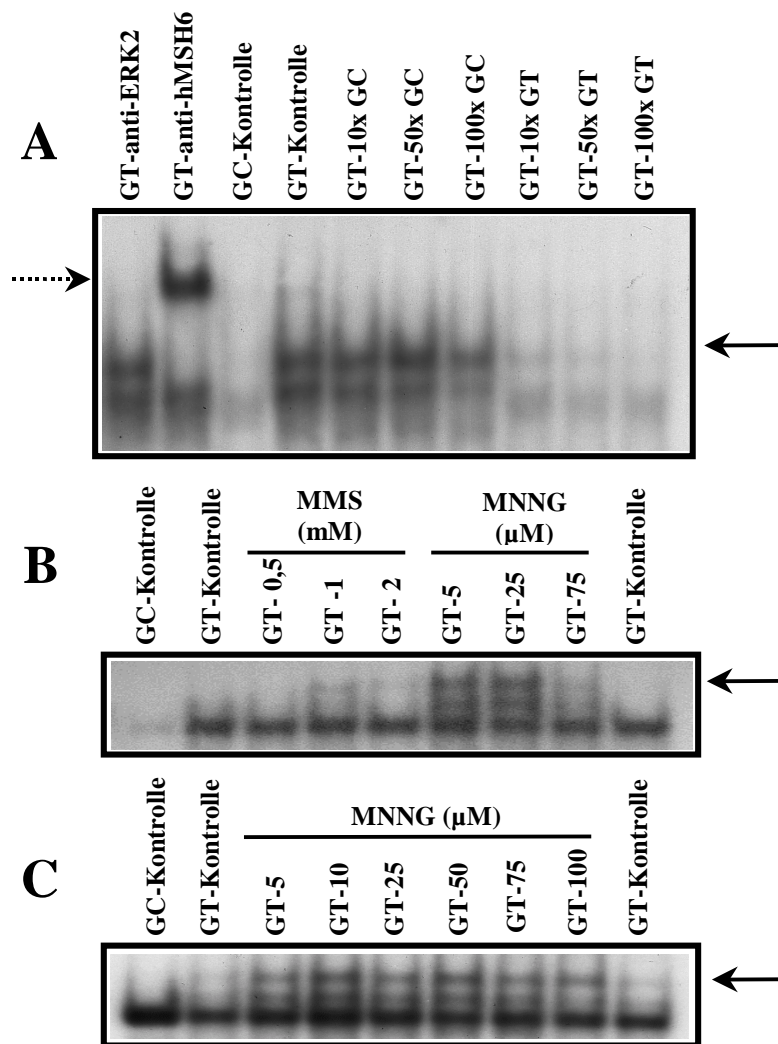 A
GT-anti-ERK2
GT-anti-hMSH6
GC-Kontrolle
GT-Kontrolle
GT-10x GC
GT-50x GC
GT-100x GC
GT-10x GT
GT-50x GT
GT-100x GT
B
MMS
(mM)
MNNG
(µM)
GC-Kontrolle
GT-Kontrolle
GT- 0,5
GT -1
GT- 2
GT-5
GT-25
GT-75
GT-Kontrolle
C
MNNG (µM)
GC-Kontrolle
GT-Kontrolle
GT-5
GT-10
GT-25
GT-50
GT-75
GT-100
GT-Kontrolle